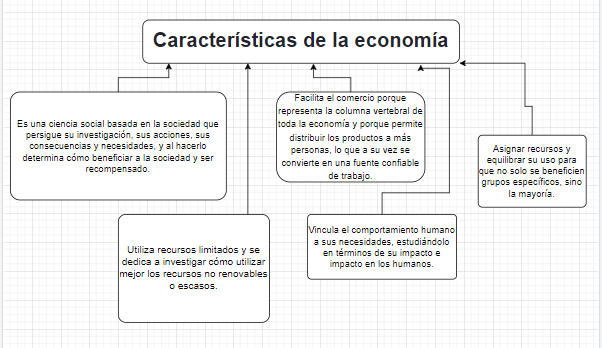 Características de la economía
Es una ciencia social basada en la sociedad que
persigue su investigación, sus acciones, sus
consecuencias y necesidades, y al hacerlo
determina cómo beneficiar a la sociedad y ser
recompensado.
Facilita el comercio porque
representa la columna vertebral de
toda la economía y porque permite
distribuir los productos a más
personas, lo que a su vez se
convierte en una fuente confiable
de trabajo.
Asignar recursos y
equilibrar su uso para
que no solo se beneficien
grupos específicos, sino
la mayoría.
Utiliza recursos limitados y se
dedica a investigar cómo utilizar
mejor los recursos no renovables
o escasos.
Vincula el comportamiento humano
a sus necesidades, estudiándolo
en términos de su impacto e
impacto en los humanos.